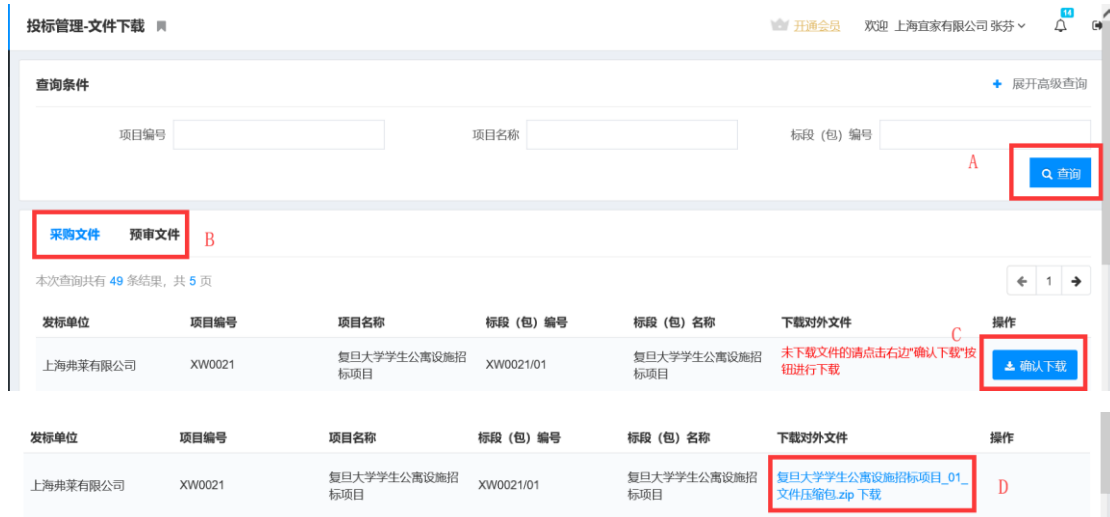 投标管理-文件下载
开通会员 欢迎 上海宜家有限公司 张芬 14
查询条件 + 展开高级查询
项目编号 项目名称 标段（包）编号
A 查询
采购文件 预审文件 B
本次查询共有 49 条结果，共 5 页 1
发标单位 项目编号 项目名称 标段（包）编号 标段（包）名称 下载对外文件 操作
C
上海弗莱有限公司 XW0021 复旦大学学生公寓设施招 XW0021/01 复旦大学学生公寓设施招 未下载文件的请点击右边"确认下载"按 确认下载
标项目 标项目 钮进行下载
发标单位 项目编号 项目名称 标段（包）编号 标段（包）名称 下载对外文件 操作
上海弗莱有限公司 XW0021 复旦大学学生公寓设施招 XW0021/01 复旦大学学生公寓设施招 复旦大学学生公寓设施招标项目_01_ D
标项目 标项目 文件压缩包.zip 下载